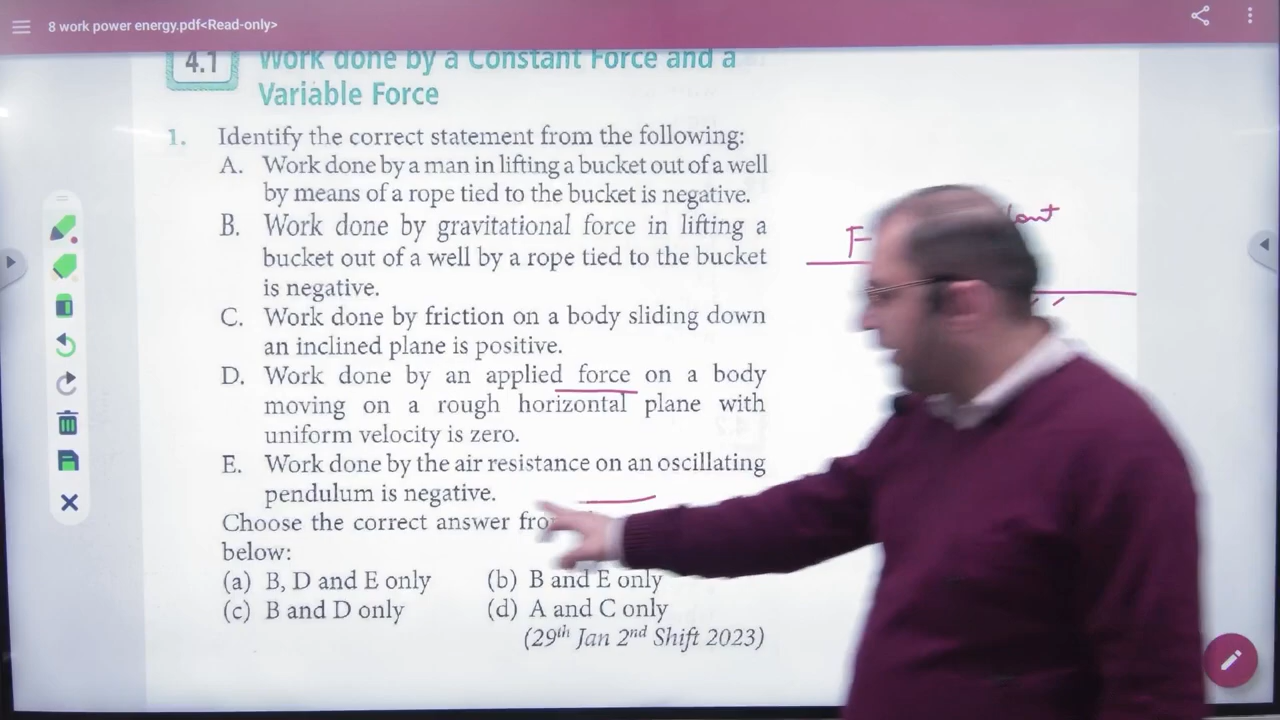 8 work power energy.pdf<Read-only>
4.1 Work done by a Constant Force and a
Variable Force
1. Identify the correct statement from the following:
A. Work done by a man in lifting a bucket out of a well
by means of a rope tied to the bucket is negative.
B. Work done by gravitational force in lifting a
bucket out of a well by a rope tied to the bucket
is negative.
C. Work done by friction on a body sliding down
an inclined plane is positive.
D. Work done by an applied force on a body
moving on a rough horizontal plane with
uniform velocity is zero.
E. Work done by the air resistance on an oscillating
pendulum is negative.
Choose the correct answer
below:
(a) B, D and E only (b) B and E only
(c) B and D only (d) A and C only
(29th Jan 2nd Shift 2023)
F